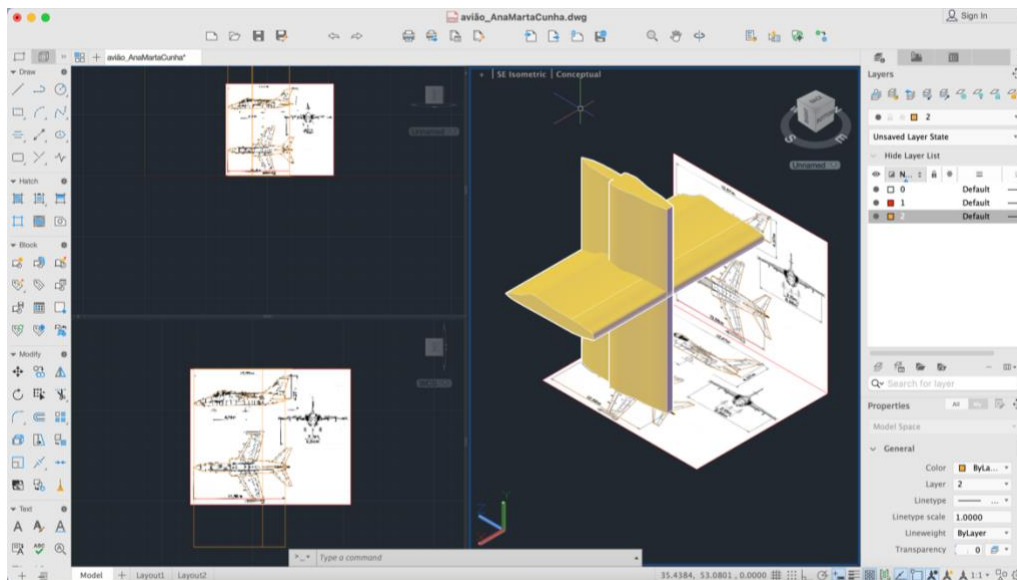 avião_AnaMartaCunha.dwg
Sign In
avião_AnaMartaCunha*
Draw
Hatch
Block
Modify
Text
+ | SE Isometric | Conceptual
Unnamed
Layers
2
Unsaved Layer State
Hide Layer List
N...
0 Default
1 Default
2 Default
Search for layer
Properties
All
Model Space
General
Color ByLa...
Layer 2
Linetype
Linetype scale 1.0000
Lineweight ByLayer
Transparency 0
Type a command
Model
Layout1
Layout2
35.4384, 53.0801, 0.0000
1:1